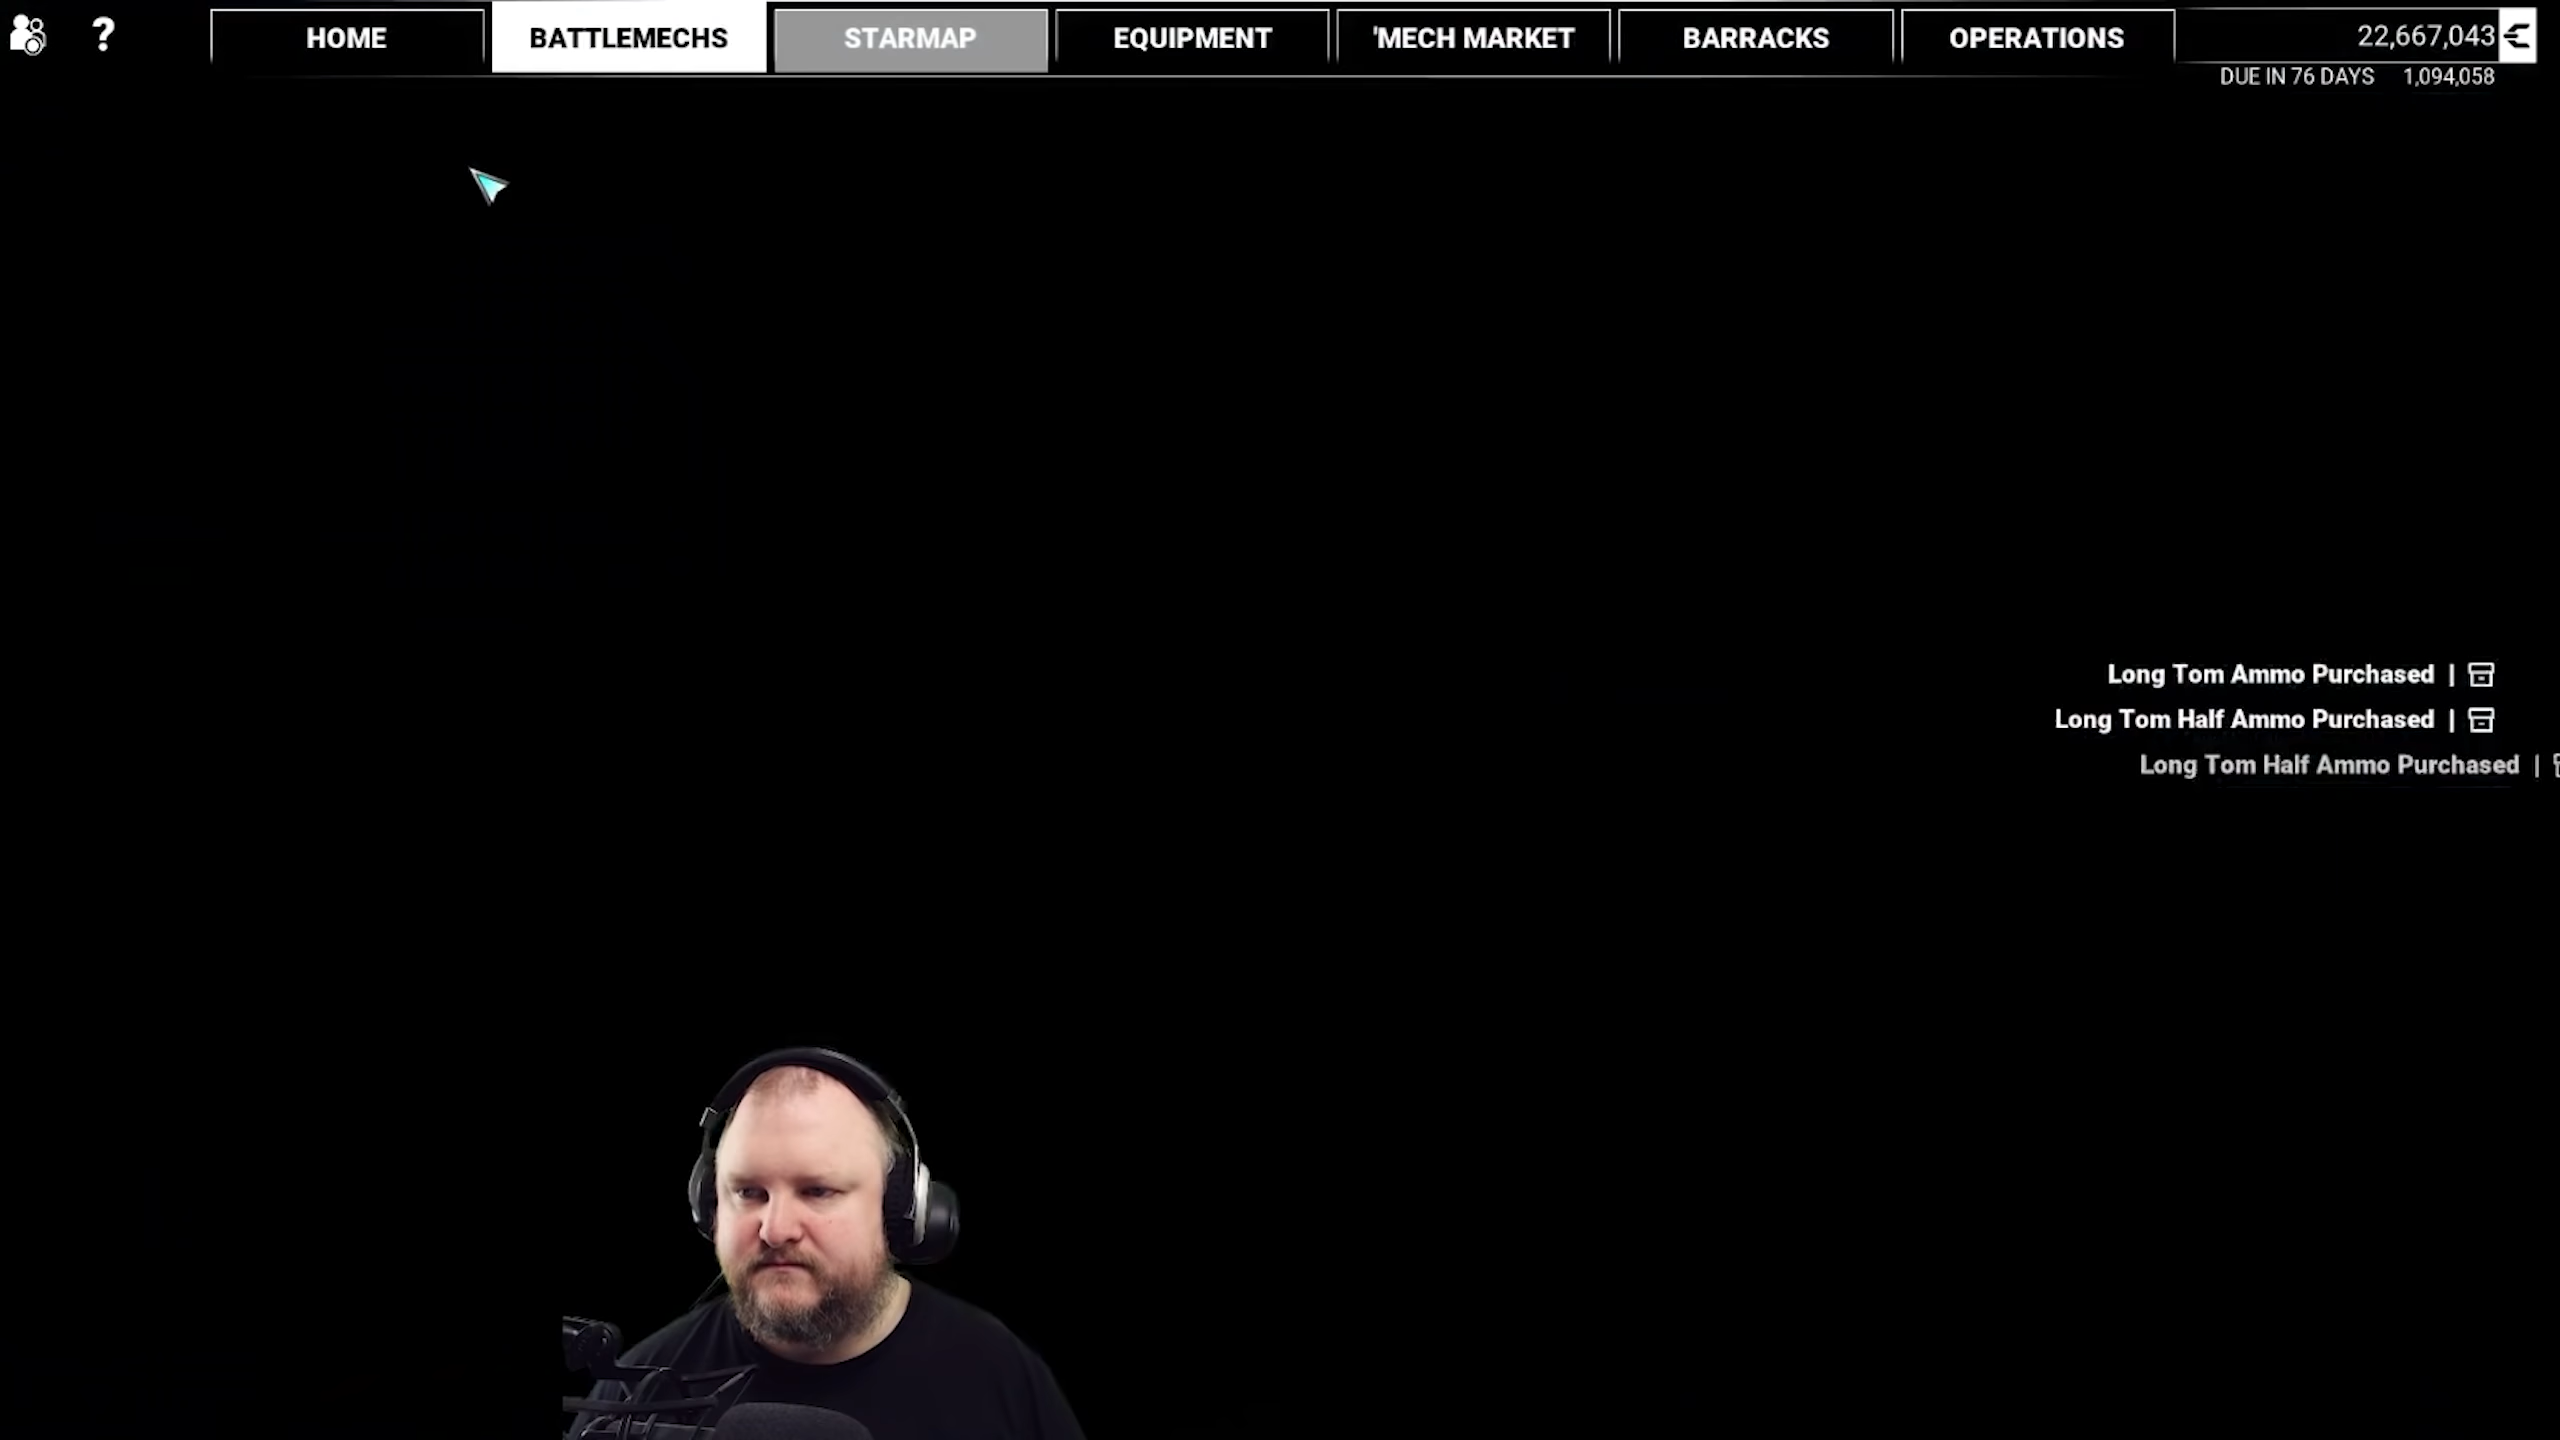 ?
HOME
BATTLEMECHS
STARMAP
EQUIPMENT
'MECH MARKET
BARRACKS
OPERATIONS
22,667,043
DUE IN 76 DAYS 1,094,058
Long Tom Ammo Purchased |
Long Tom Half Ammo Purchased |
Long Tom Half Ammo Purchased |